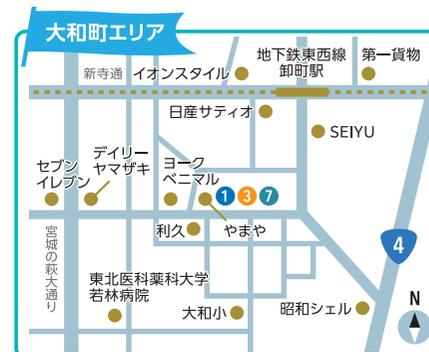 大和町エリア
地下鉄東西線
卸町駅
第一貨物
新寺通
イオンスタイル
日産サティオ
SEIYU
デイリー
ヤマザキ
ヨーク
ベニマル
セブン
イレブン
1 3 7
利久
やまや
宮城の萩大通り
4
東北医科薬科大学
若林病院
大和小
昭和シェル
N